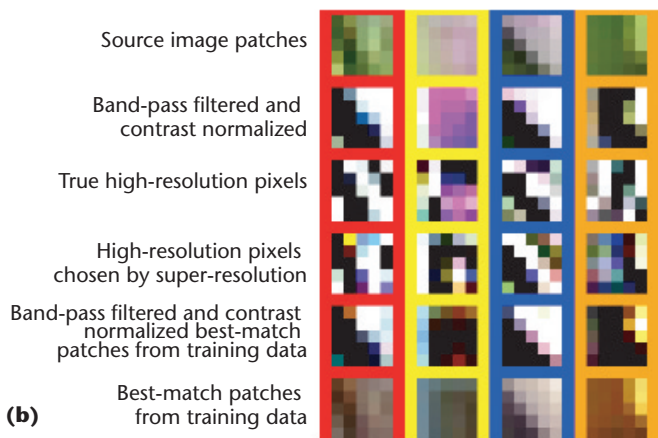 Source image patches
Band-pass filtered and
contrast normalized
True high-resolution pixels
High-resolution pixels
chosen by super-resolution
Band-pass filtered and contrast
normalized best-match
patches from training data
Best-match patches
from training data
(b)